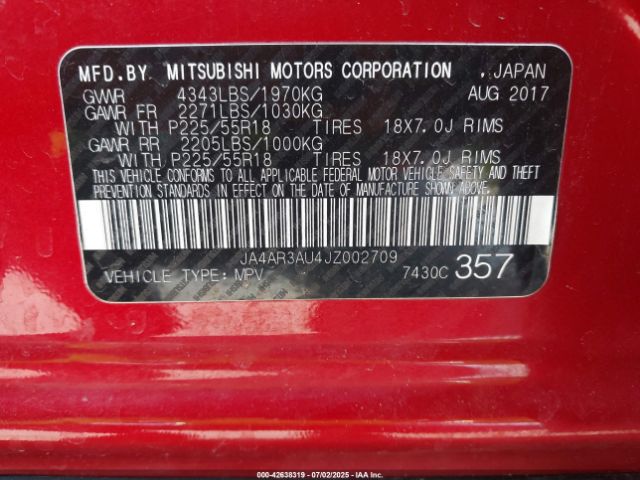 MFD.BY MITSUBISHI MOTORS CORPORATION , JAPAN
GVWR 4343LBS/1970KG AUG 2017
GAWR FR 2271LBS/1030KG
WITH P225/55R18 TIRES 18X7.0J RIMS
GAWR RR 2205LBS/1000KG
WITH P225/55R18 TIRES 18X7.0J RIMS
THIS VEHICLE CONFORMS TO ALL APPLICABLE FEDERAL MOTOR VEHICLE SAFETY AND THEFT
PREVENTION STANDARDS IN EFFECT ON THE DATE OF MANUFACTURE SHOWN ABOVE.
JA4AR3AU4JZ002709
VEHICLE TYPE: MPV 7430C 357
000-42638319 - 07/02/2025 - IAAI.COM